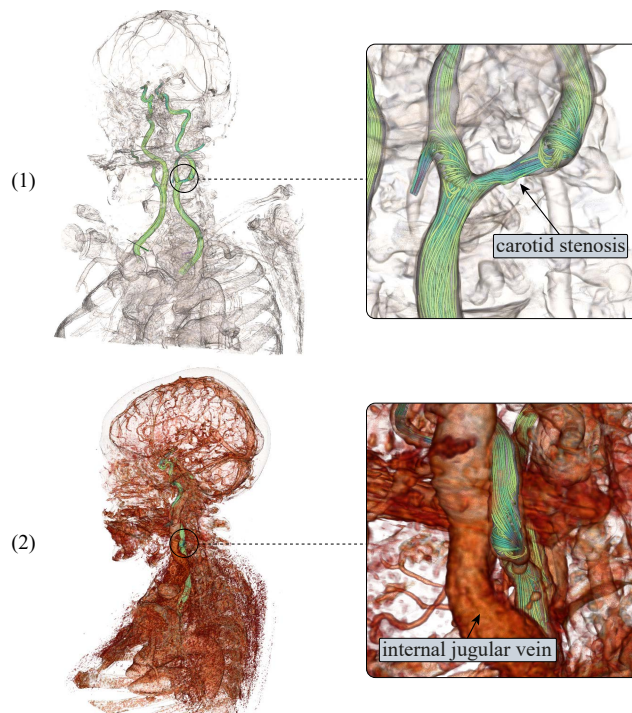 (1)
carotid stenosis
(2)
internal jugular vein